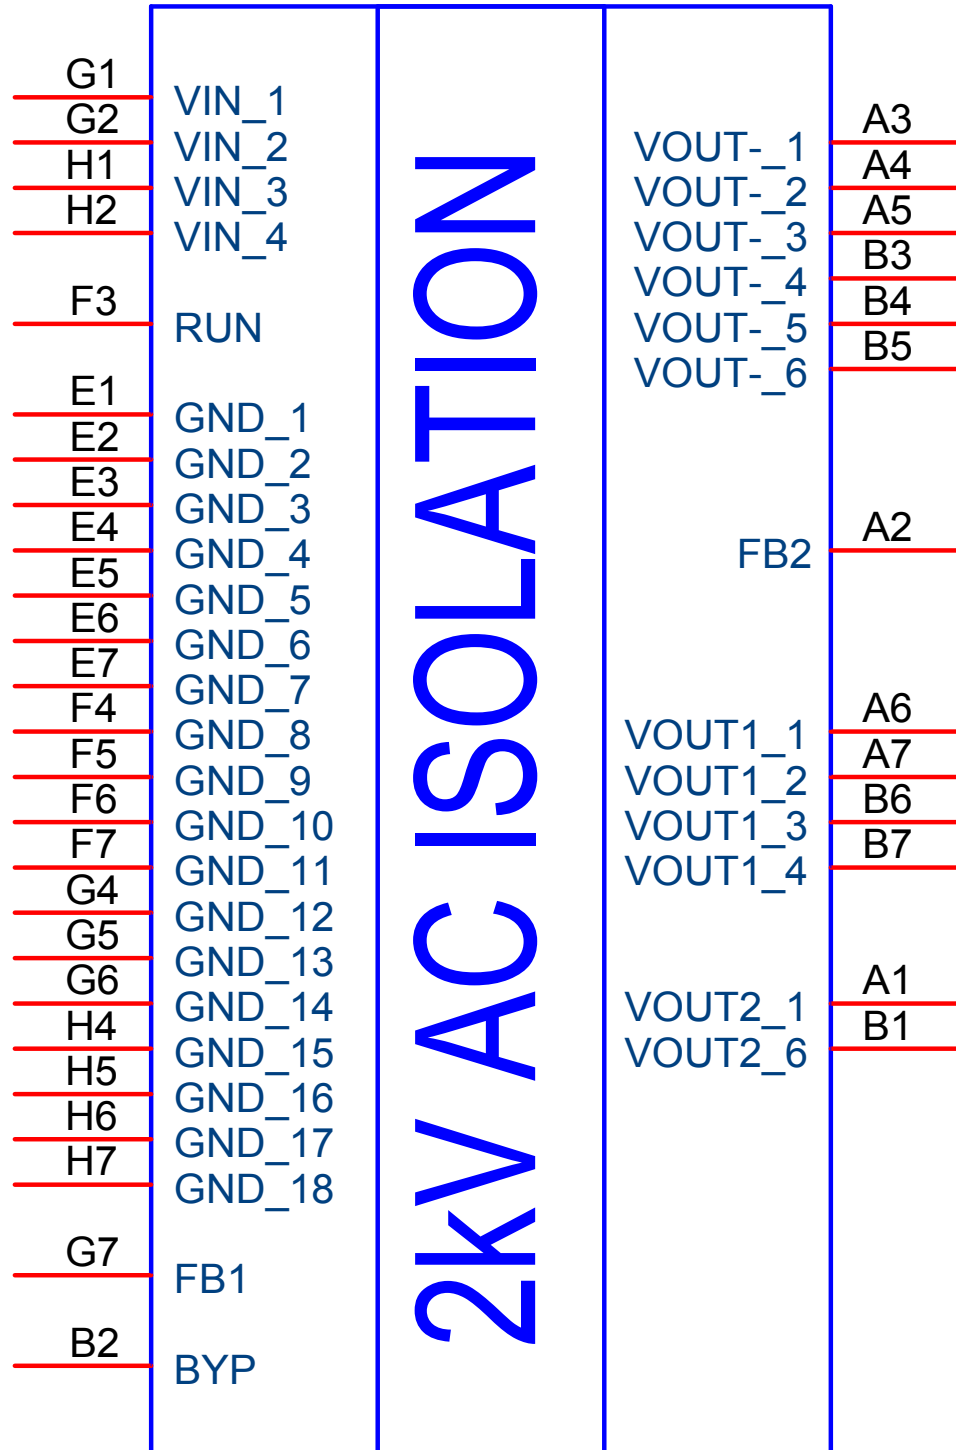 G1 VIN_1
G2 VIN_2
H1 VIN_3
H2 VIN_4
F3 RUN
E1 GND_1
E2 GND_2
E3 GND_3
E4 GND_4
E5 GND_5
E6 GND_6
E7 GND_7
F4 GND_8
F5 GND_9
F6 GND_10
F7 GND_11
G4 GND_12
G5 GND_13
G6 GND_14
H4 GND_15
H5 GND_16
H6 GND_17
H7 GND_18
G7 FB1
B2 BYP
2kV AC ISOLATION
VOUT-_1 A3
VOUT-_2 A4
VOUT-_3 A5
VOUT-_4 B3
VOUT-_5 B4
VOUT-_6 B5
FB2 A2
VOUT1_1 A6
VOUT1_2 A7
VOUT1_3 B6
VOUT1_4 B7
VOUT2_1 A1
VOUT2_6 B1